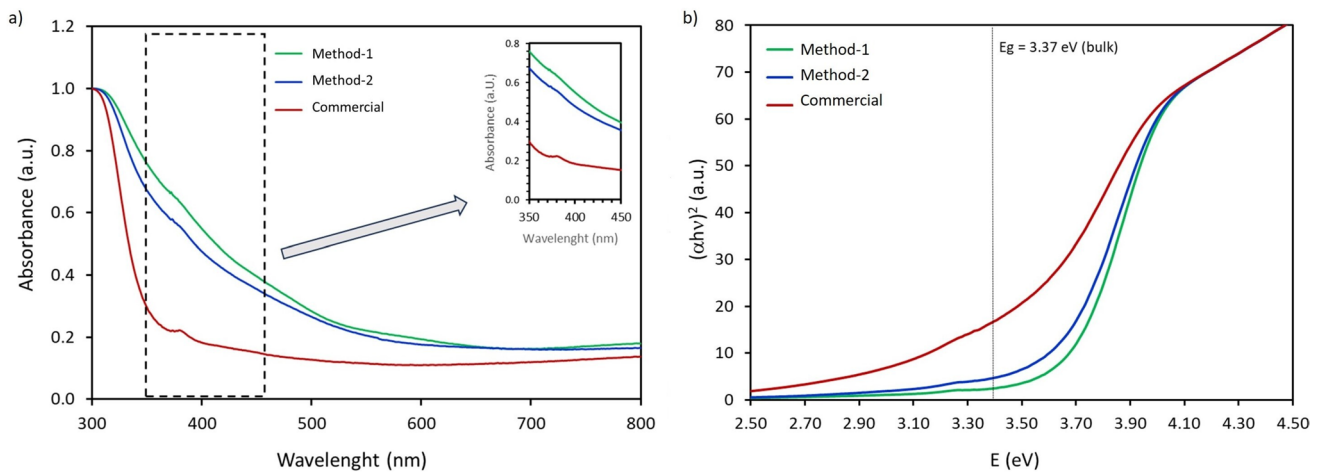 a)
Absorbance (a.u.)
1.2
1.0
0.8
0.6
0.4
0.2
0.0
300 400 500 600 700 800
Wavelenght (nm)
Method-1
Method-2
Commercial
Absorbance (a.U.)
0.8
0.6
0.4
0.2
0.0
350 400 450
Wavelenght (nm)
b)
(αhν)² (a.u.)
80
70
60
50
40
30
20
10
0
2.50 2.70 2.90 3.10 3.30 3.50 3.70 3.90 4.10 4.30 4.50
E (eV)
Method-1
Method-2
Commercial
Eg = 3.37 eV (bulk)